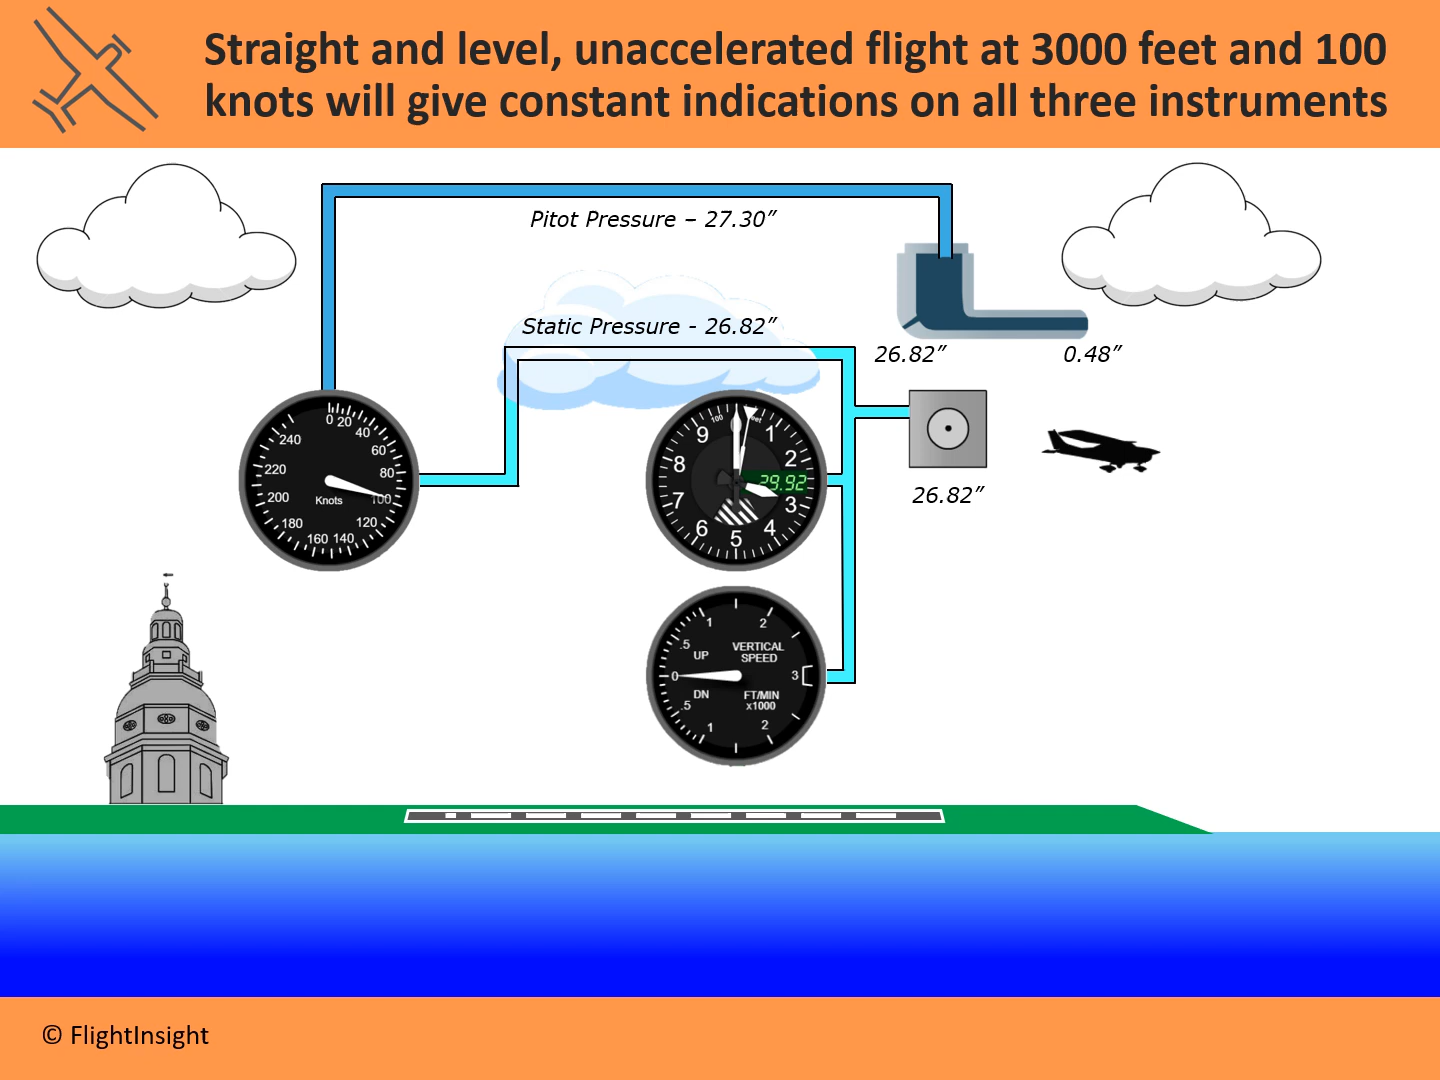 Straight and level, unaccelerated flight at 3000 feet and 100
knots will give constant indications on all three instruments
Pitot Pressure – 27.30”
Static Pressure - 26.82”
26.82”
0.48”
26.82”
0
20
40
60
80
100
120
140
160
180
200
220
240
Knots
100
feet
1
2
3
4
5
6
7
8
9
29.92
1
2
.5
UP
VERTICAL
SPEED
0
3
DN
FT/MIN
x1000
.5
1
2
© FlightInsight